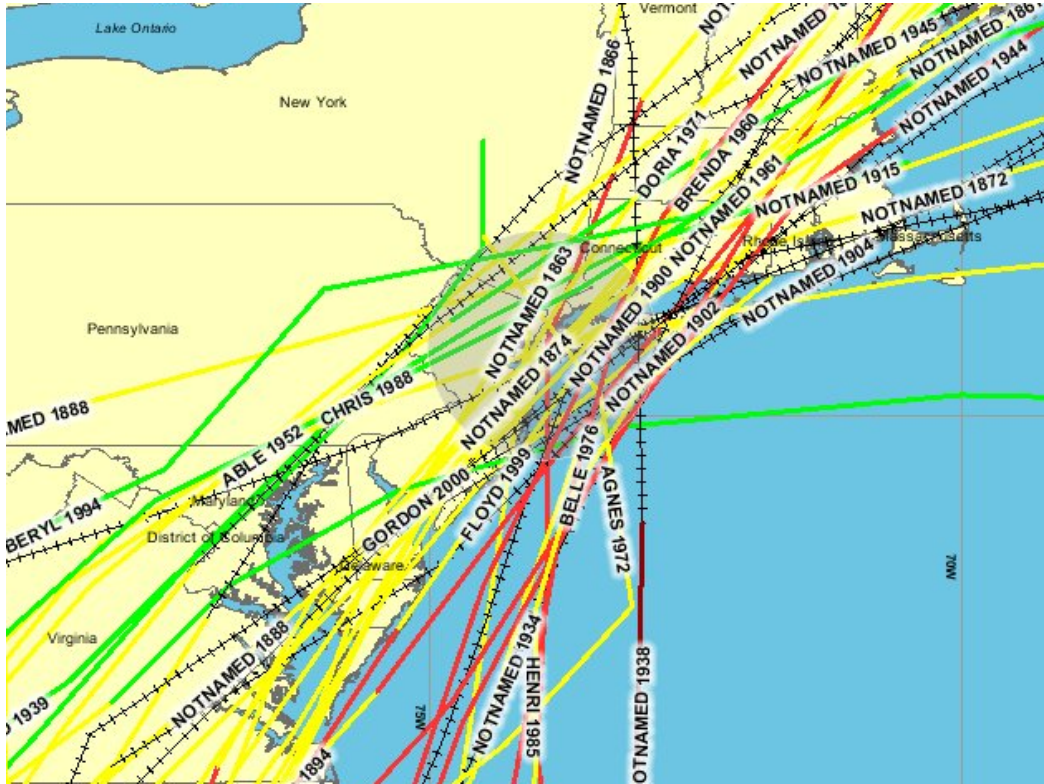 Lake Ontario
Vermont
New York
NOTNAMED 1866
NOTNAMED
NOTNAMED 1945
NOTNAMED 186
NOTNAMED 1944
DORIA 1971
BRENDA 1960
NOTNAMED 1961
NOTNAMED 1915
NOTNAMED 1872
Connecticut
Rhode Island
Massachusetts
NOTNAMED 1904
NOTNAMED 1863
NOTNAMED 1900
NOTNAMED 1902
Pennsylvania
NOTNAMED 1874
CHRIS 1988
AMED 1888
ABLE 1952
GORDON 2000
FLOYD 1999
BELLE 1976
AGNES 1972
BERYL 1994
Maryland
District of Columbia
Delaware
70W
Virginia
NOTNAMED 1888
NOTNAMED 1934
HENRI 1985
OTNAMED 1938
D 1939
75W
1894